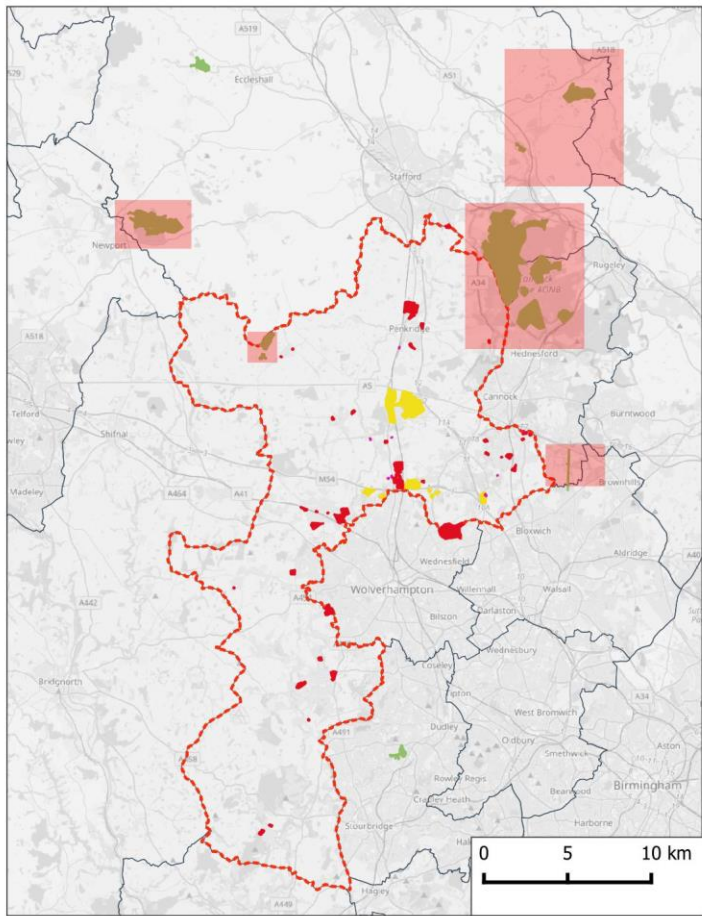 A519
A518
A51
A529
Eccleshall
Stafford
Newport
Rugeley
A34
Penkridge
Hednesford
A518
A5
Cannock
Burntwood
Telford
Shifnal
M54
Brownhills
Madeley
A464
A41
Bloxwich
Wednesfield
Aldridge
Wolverhampton
Willenhall
Walsall
A442
Darlaston
Bilston
Wednesbury
Bridgnorth
Coseley
Tipton
A34
West Bromwich
Dudley
A491
Oldbury
Aston
Smethwick
Rowley Regis
Birmingham
Cradley Heath
Bearwood
Stourbridge
Harborne
0 5 10 km
Hagley
A449